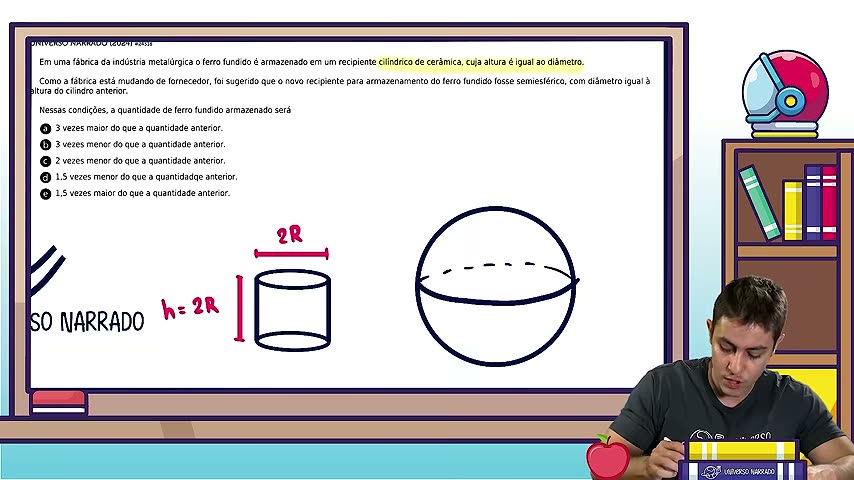 UNIVERSO NARRADO (2024) #24318
Em uma fábrica da indústria metalúrgica o ferro fundido é armazenado em um recipiente cilíndrico de cerâmica, cuja altura é igual ao diâmetro.
Como a fábrica está mudando de fornecedor, foi sugerido que o novo recipiente para armazenamento do ferro fundido fosse semiesférico, com diâmetro igual à
altura do cilindro anterior.
Nessas condições, a quantidade de ferro fundido armazenado será
a 3 vezes maior do que a quantidade anterior.
b 3 vezes menor do que a quantidade anterior.
c 2 vezes menor do que a quantidade anterior.
d 1,5 vezes menor do que a quantidadqe anterior.
e 1,5 vezes maior do que a quantidade anterior.
2R
h = 2R
SO NARRADO
UNIVERSO NARRADO